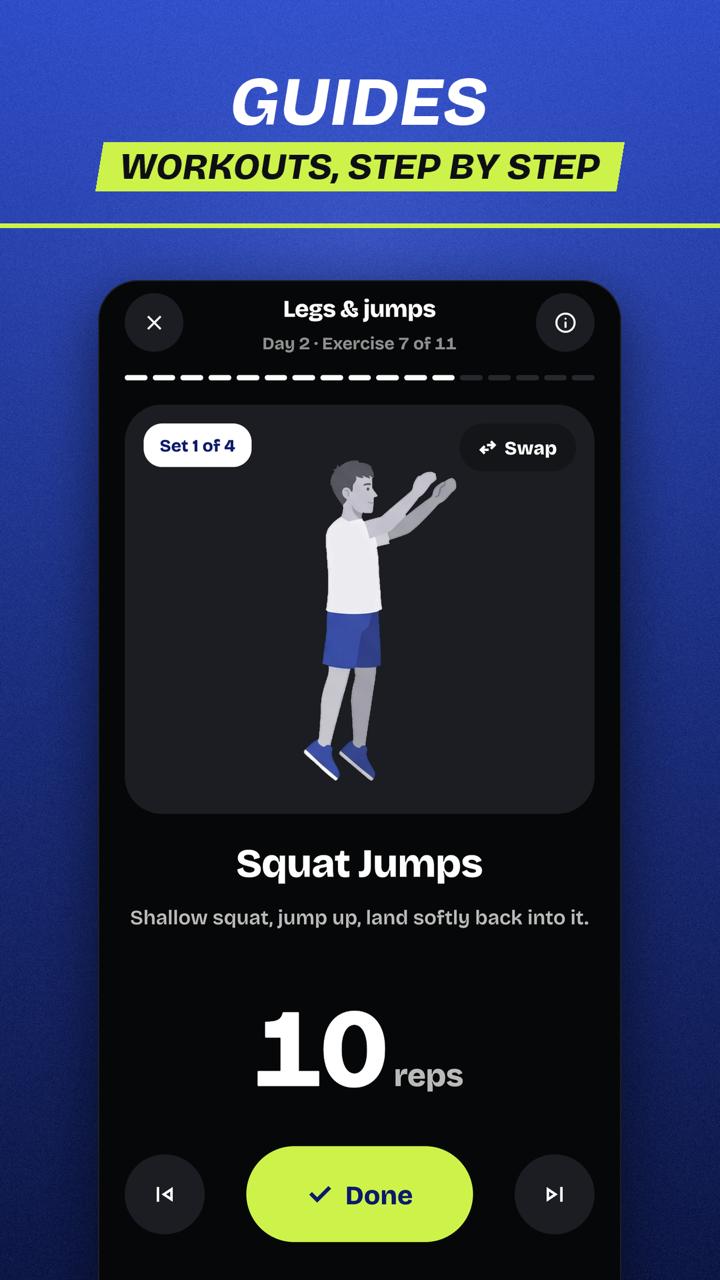 GUIDES
WORKOUTS, STEP BY STEP
Legs & jumps
Day 2 · Exercise 7 of 11
Set 1 of 4
Swap
Squat Jumps
Shallow squat, jump up, land softly back into it.
10 reps
Done